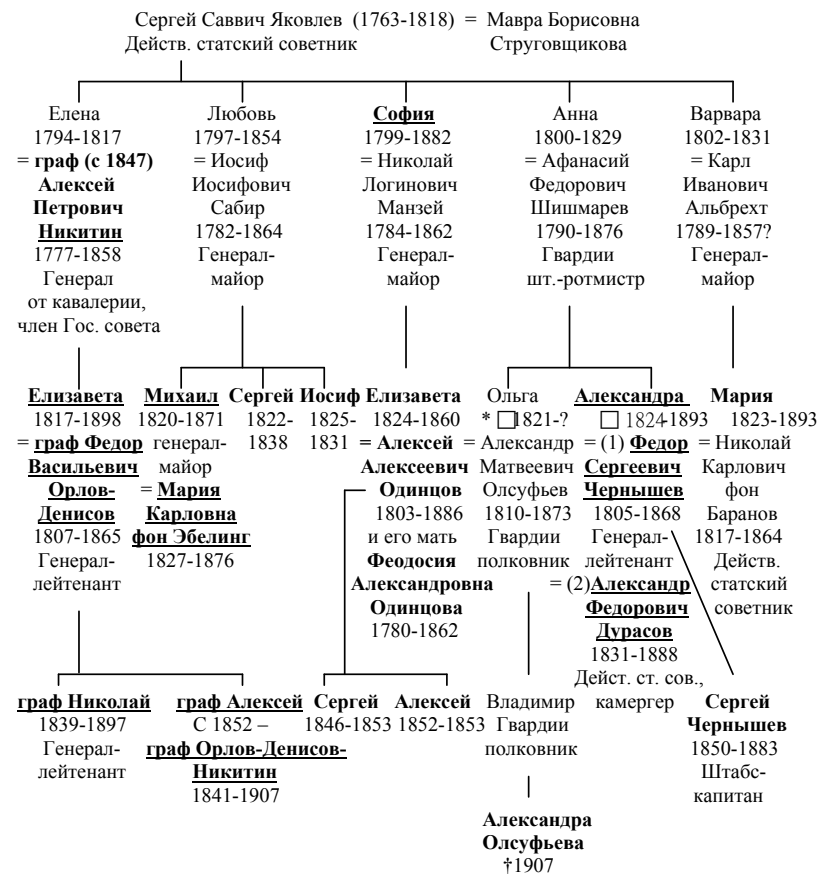 Сергей Саввич Яковлев (1763-1818) = Мавра Борисовна
Действ. статский советник Струговщикова
Елена
1794-1817
= граф (с 1847)
Алексей
Петрович
Никитин
1777-1858
Генерал
от кавалерии,
член Гос. совета
Любовь
1797-1854
= Иосиф
Иосифович
Сабир
1782-1864
Генерал-
майор
София
1799-1882
= Николай
Логинович
Манзей
1784-1862
Генерал-
майор
Анна
1800-1829
= Афанасий
Федорович
Шишмарев
1790-1876
Гвардии
шт.-ротмистр
Варвара
1802-1831
= Карл
Иванович
Альбрехт
1789-1857?
Генерал-
майор
Елизавета
1817-1898
= граф Федор
Васильевич
Орлов-
Денисов
1807-1865
Генерал-
лейтенант
Михаил
1820-1871
генерал-
майор
= Мария
Карловна
фон Эбелинг
1827-1876
Сергей
1822-
1838
Иосиф
1825-
1831
Елизавета
1824-1860
= Алексей
Алексеевич
Одинцов
1803-1886
и его мать
Феодосия
Александровна
Одинцова
1780-1862
Ольга
* □1821-?
= Александр
Матвеевич
Олсуфьев
1810-1873
Гвардии
полковник
Александра
□ 1824-1893
= (1) Федор
Сергеевич
Чернышев
1805-1868
Генерал-
лейтенант
= (2)Александр
Федорович
Дурасов
1831-1888
Дейст. ст. сов.,
камергер
Мария
1823-1893
= Николай
Карлович
фон
Баранов
1817-1864
Действ.
статский
советник
граф Николай
1839-1897
Генерал-
лейтенант
граф Алексей
С 1852 –
граф Орлов-Денисов-
Никитин
1841-1907
Сергей
1846-1853
Алексей
1852-1853
Владимир
Гвардии
полковник
Александра
Олсуфьева
†1907
Сергей
Чернышев
1850-1883
Штабс-
капитан